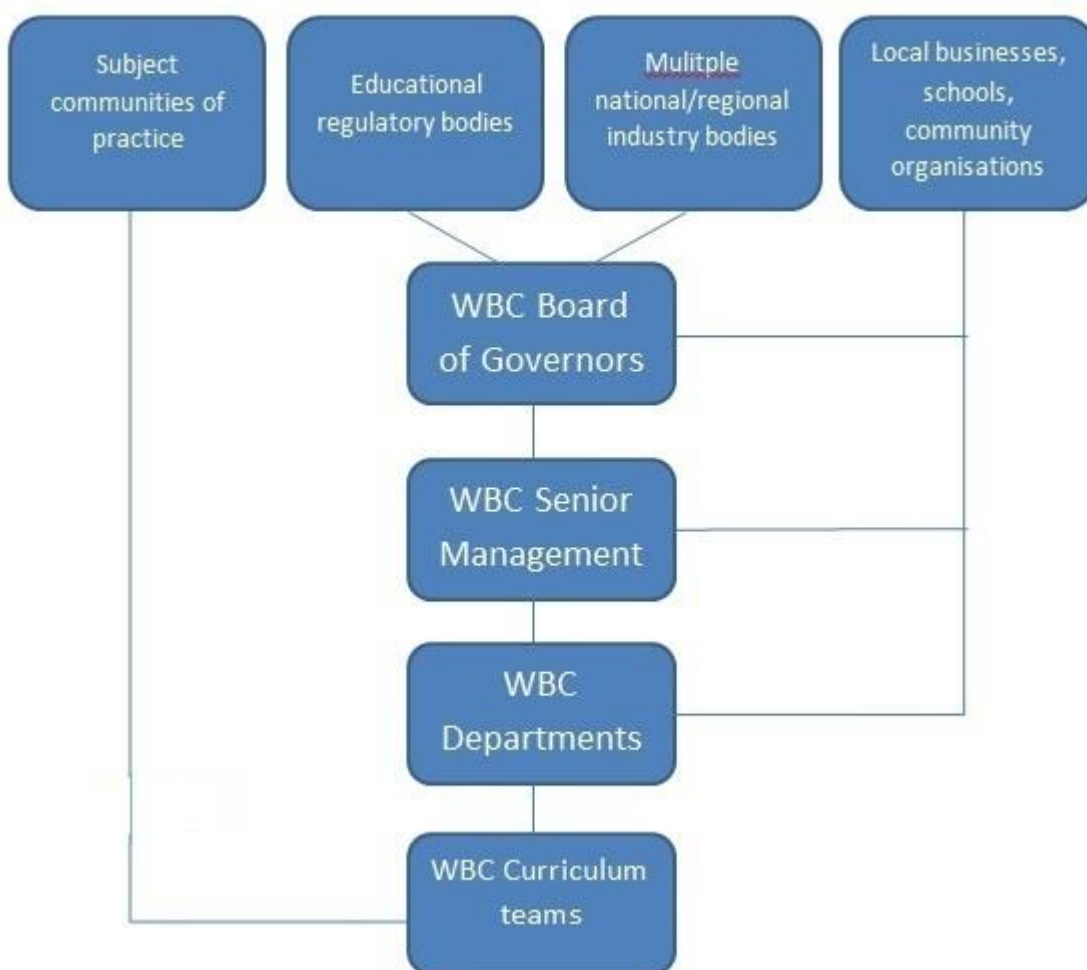 Subject
communities of
practice
Educational
regulatory bodies
Mulitple
national/regional
industry bodies
Local businesses,
schools,
community
organisations
WBC Board
of Governors
WBC Senior
Management
WBC
Departments
WBC Curriculum
teams